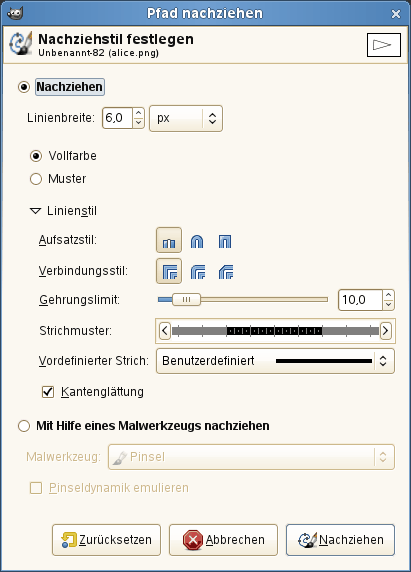 Pfad nachziehen
Nachziehstil festlegen
Unbenannt-82 (alice.png)
Nachziehen
Linienbreite: 6,0 px
Vollfarbe
Muster
Linienstil
Aufsatzstil:
Verbindungsstil:
Gehrungslimit: 10,0
Strichmuster:
Vordefinierter Strich: Benutzerdefiniert
Kantenglättung
Mit Hilfe eines Malwerkzeugs nachziehen
Malwerkzeug: Pinsel
Pinseldynamik emulieren
Zurücksetzen Abbrechen Nachziehen